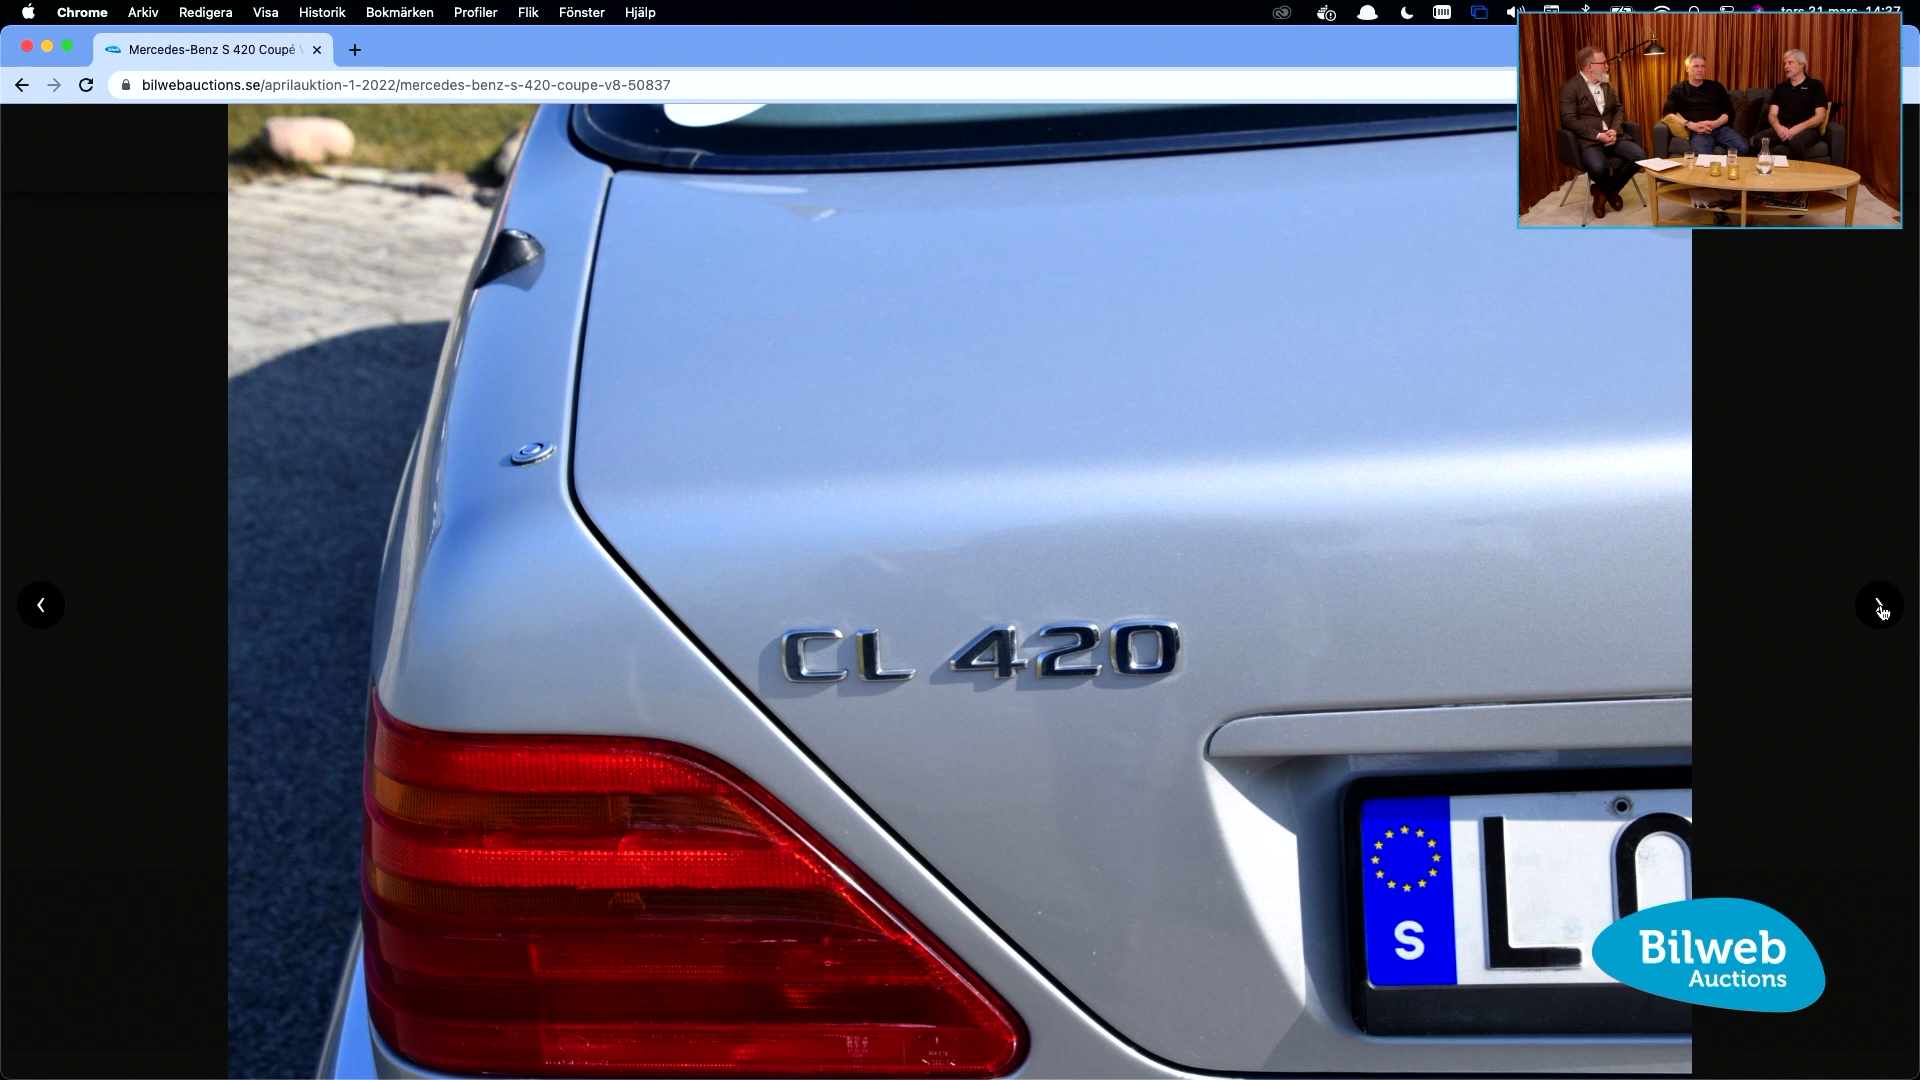 Chrome Arkiv Redigera Visa Historik Bokmärken Profiler Flik Fönster Hjälp
Mercedes-Benz S 420 Coupé
bilwebauctions.se/aprilauktion-1-2022/mercedes-benz-s-420-coupe-v8-50837
CL 420
S
L
Bilweb
Auctions